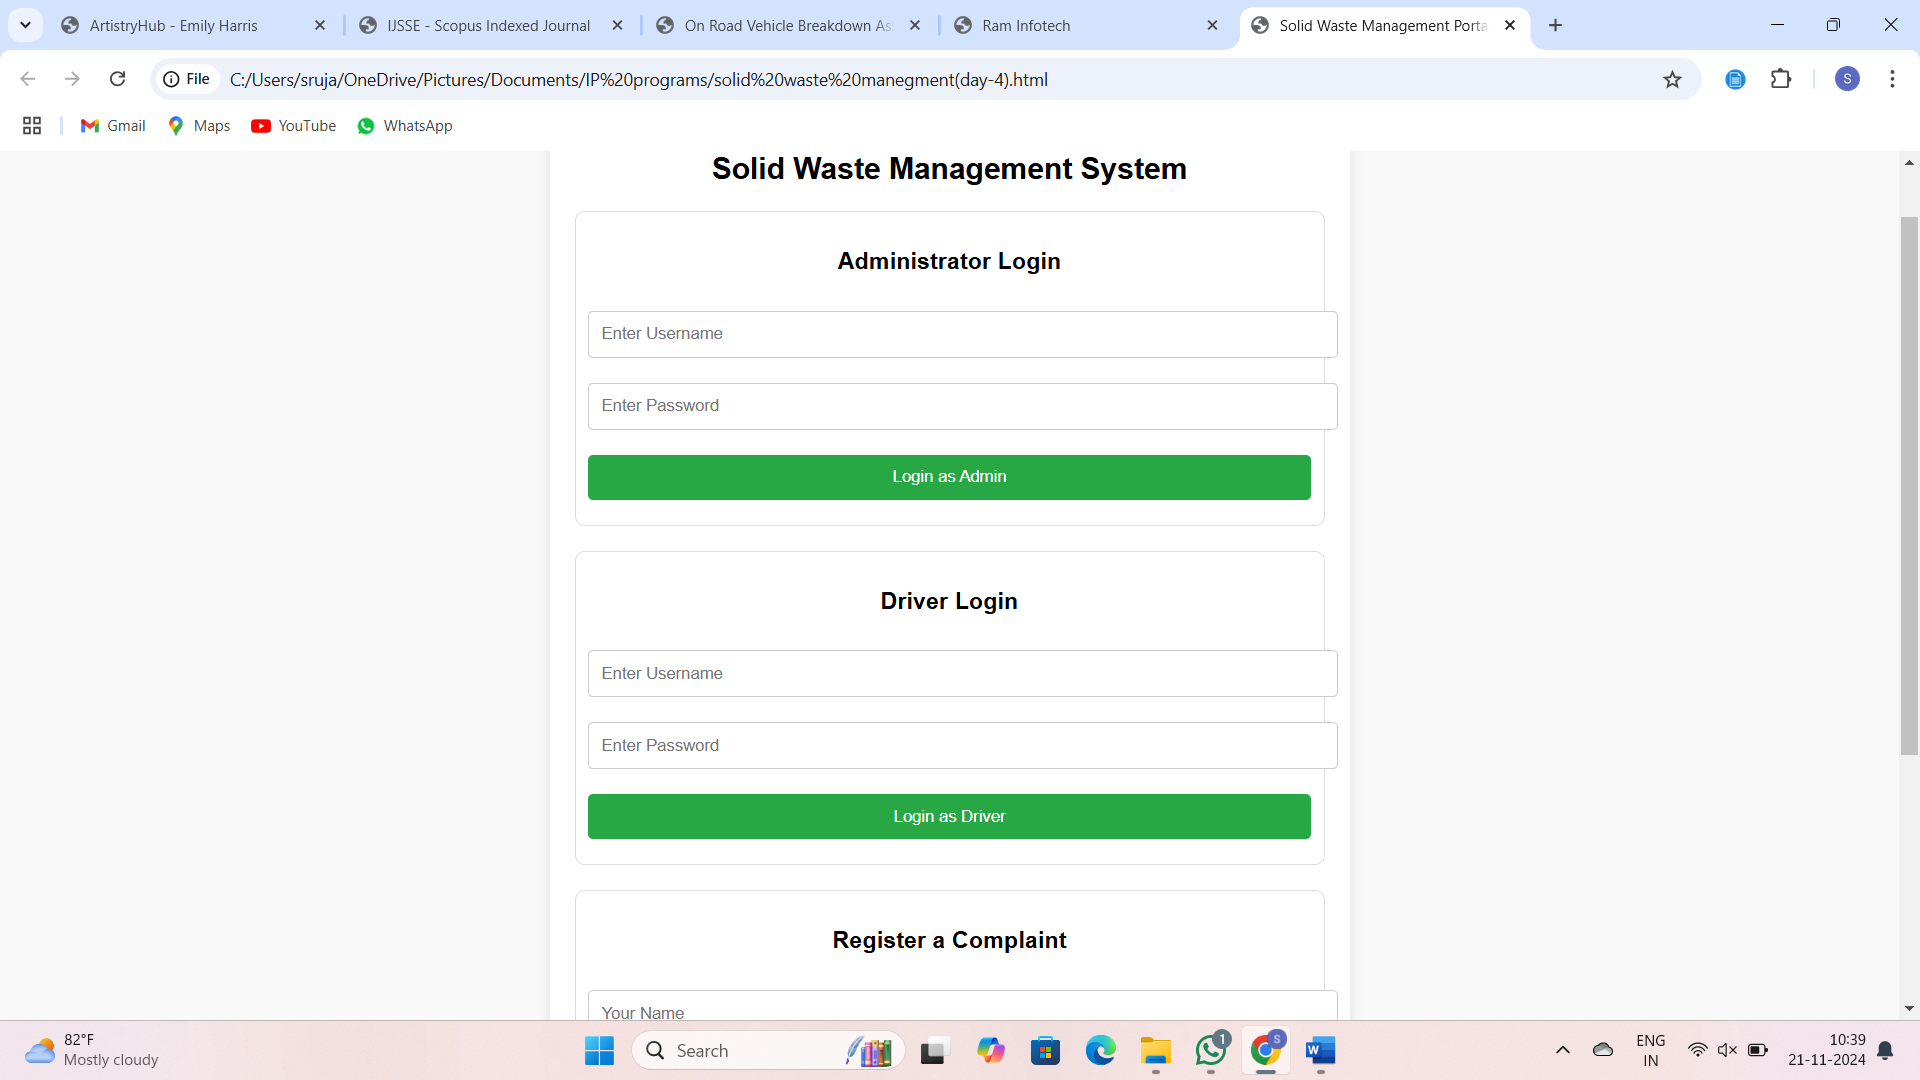 ArtistryHub - Emily Harris
IJSSE - Scopus Indexed Journal
On Road Vehicle Breakdown As
Ram Infotech
Solid Waste Management Porta
File
C:/Users/sruja/OneDrive/Pictures/Documents/IP%20programs/solid%20waste%20manegment(day-4).html
S
Gmail
Maps
YouTube
WhatsApp
Solid Waste Management System
Administrator Login
Enter Username
Enter Password
Login as Admin
Driver Login
Enter Username
Enter Password
Login as Driver
Register a Complaint
Your Name
82°F
Mostly cloudy
Search
1
S
W
ENG
IN
10:39
21-11-2024